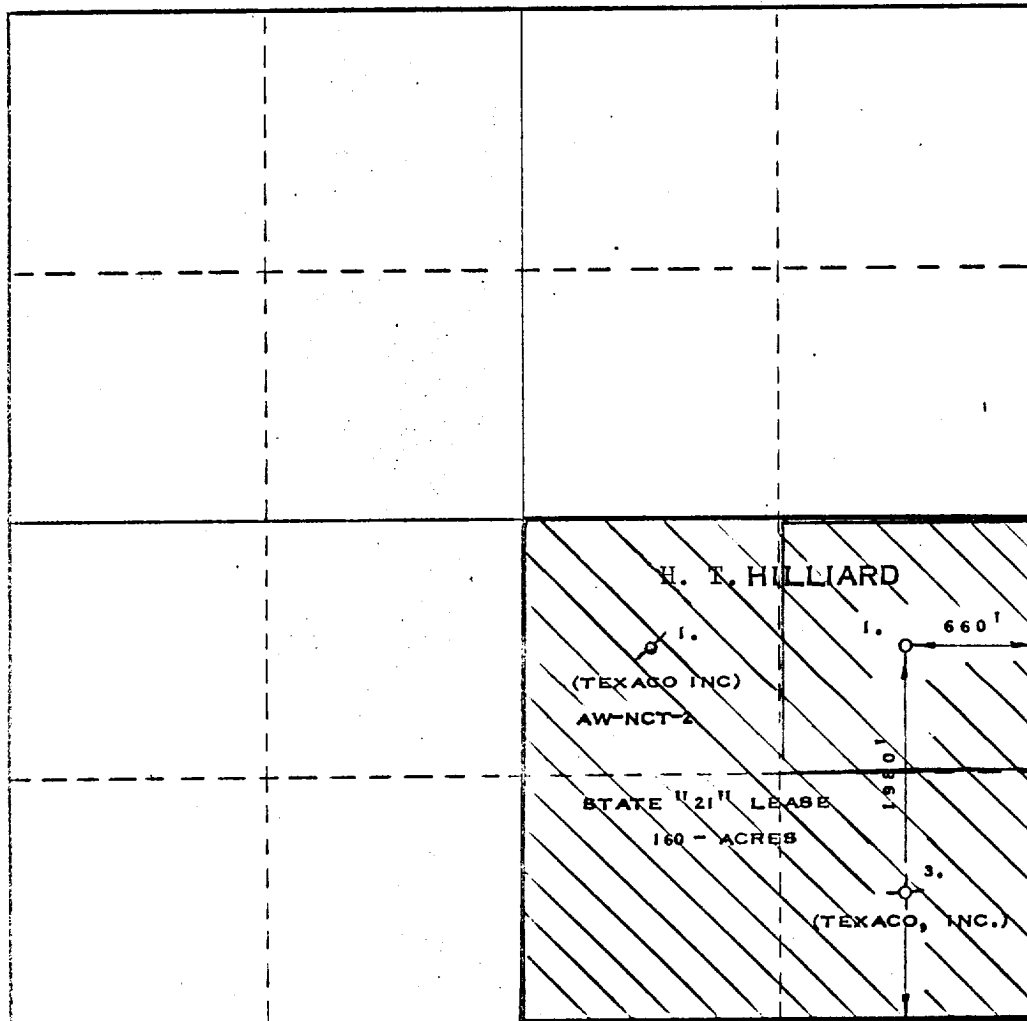 H. T. HILLIARD
1.
1.
660'
(TEXACO INC)
AW-NCT-2
1980'
STATE "21" LEASE
160 - ACRES
3.
(TEXACO, INC.)